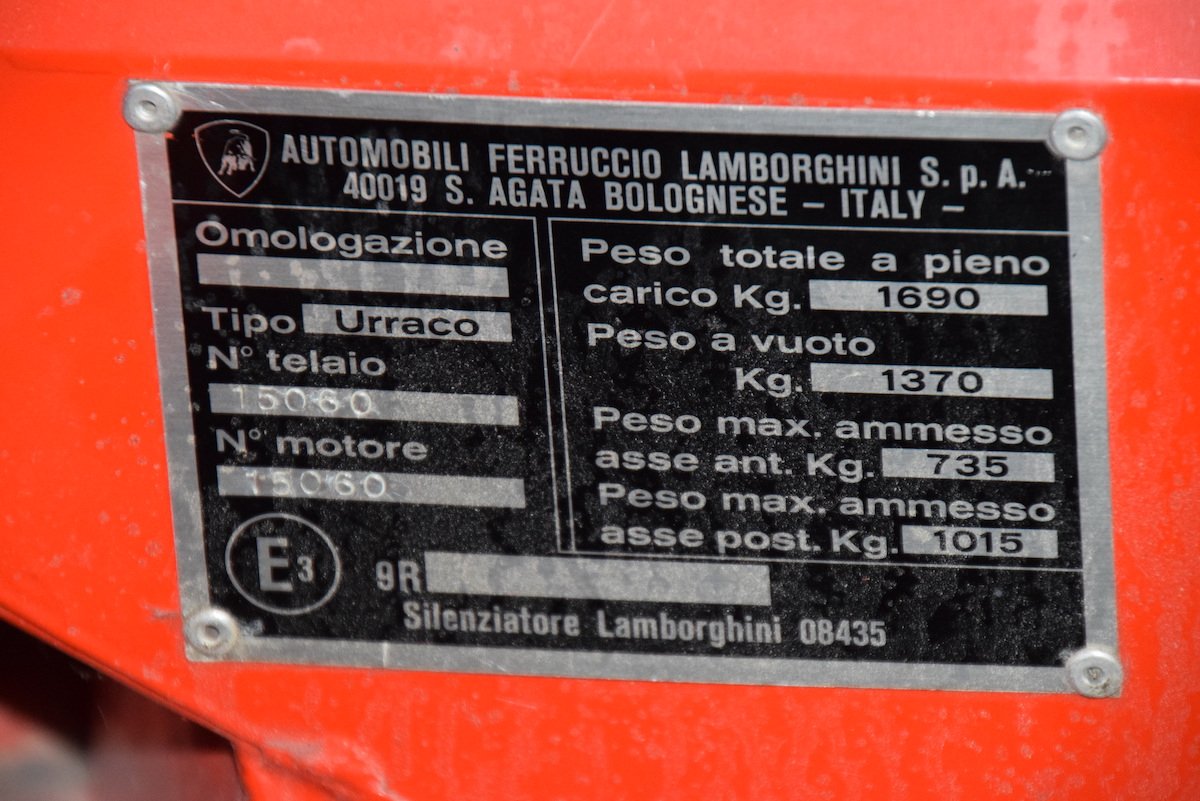 AUTOMOBILI FERRUCCIO LAMBORGHINI S.p.A.
40019 S. AGATA BOLOGNESE – ITALY –
Omologazione
Tipo Urraco
N° telaio
15060
N° motore
15060
Peso totale a pieno
carico Kg. 1690
Peso a vuoto
Kg. 1370
Peso max. ammesso
asse ant. Kg. 735
Peso max. ammesso
asse post. Kg. 1015
E3 9R
Silenziatore Lamborghini 08435